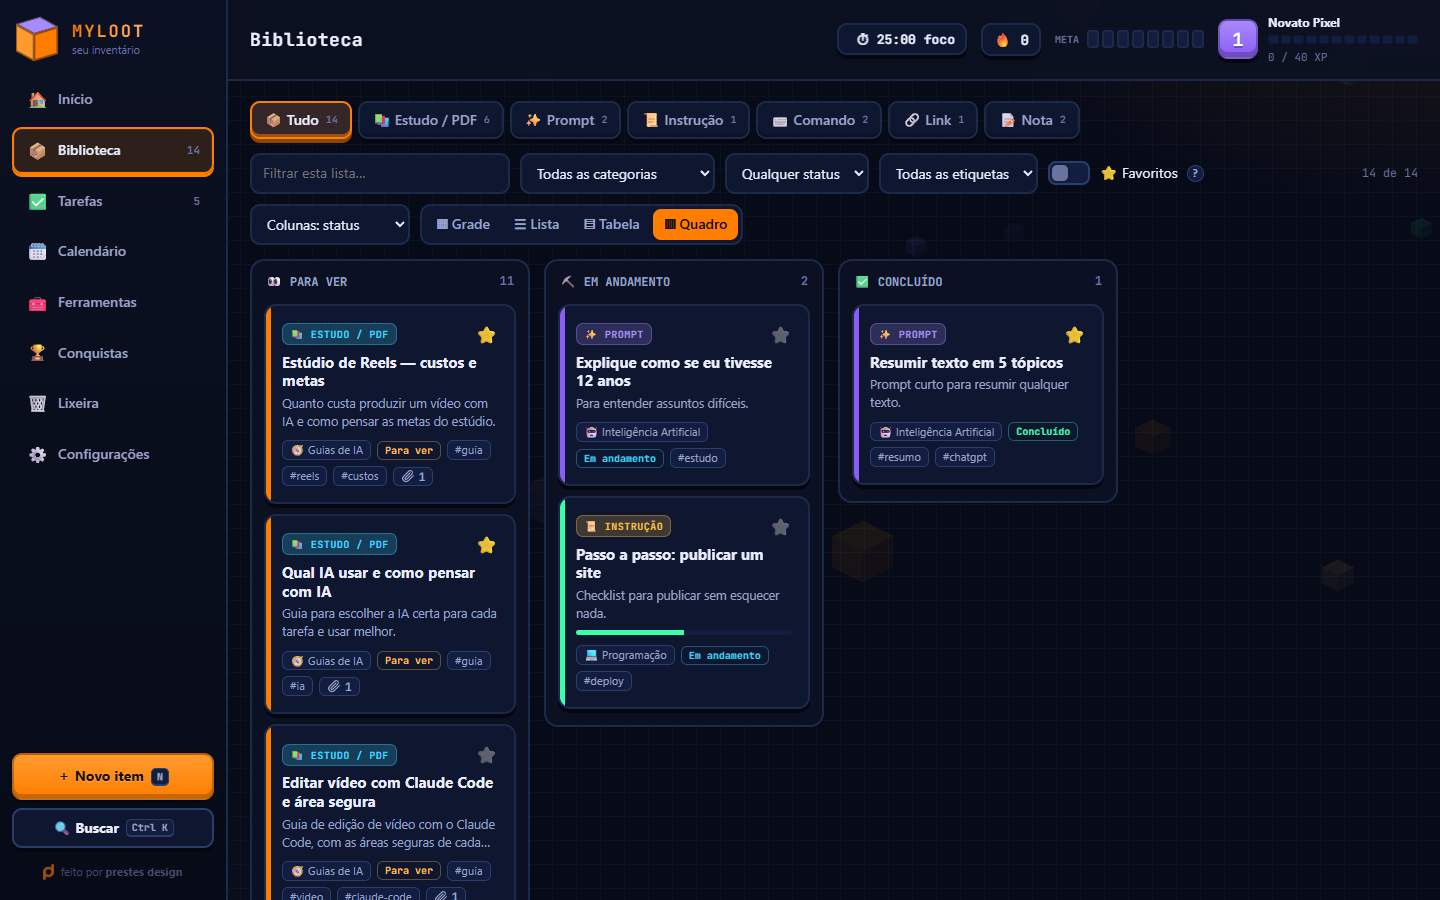 MYLOOT
seu inventário
Início
Biblioteca 14
Tarefas 5
Calendário
Ferramentas
Conquistas
Lixeira
Configurações
+ Novo item N
Buscar Ctrl K
feito por prestes design
Biblioteca
25:00 foco
0
META
1
Novato Pixel
0 / 40 XP
Tudo 14
Estudo / PDF 6
Prompt 2
Instrução 1
Comando 2
Link 1
Nota 2
Filtrar esta lista...
Todas as categorias
Qualquer status
Todas as etiquetas
Favoritos ?
14 de 14
Colunas: status
Grade
Lista
Tabela
Quadro
PARA VER 11
ESTUDO / PDF
Estúdio de Reels — custos e
metas
Quanto custa produzir um vídeo com
IA e como pensar as metas do estúdio.
Guias de IA Para ver #guia
#reels #custos 1
ESTUDO / PDF
Qual IA usar e como pensar
com IA
Guia para escolher a IA certa para cada
tarefa e usar melhor.
Guias de IA Para ver #guia
#ia 1
ESTUDO / PDF
Editar vídeo com Claude Code
e área segura
Guia de edição de vídeo com o Claude
Code, com as áreas seguras de cada...
Guias de IA Para ver #guia
#video #claude-code 1
EM ANDAMENTO 2
PROMPT
Explique como se eu tivesse
12 anos
Para entender assuntos difíceis.
Inteligência Artificial
Em andamento #estudo
INSTRUÇÃO
Passo a passo: publicar um
site
Checklist para publicar sem esquecer
nada.
Programação Em andamento
#deploy
CONCLUÍDO 1
PROMPT
Resumir texto em 5 tópicos
Prompt curto para resumir qualquer
texto.
Inteligência Artificial Concluído
#resumo #chatgpt